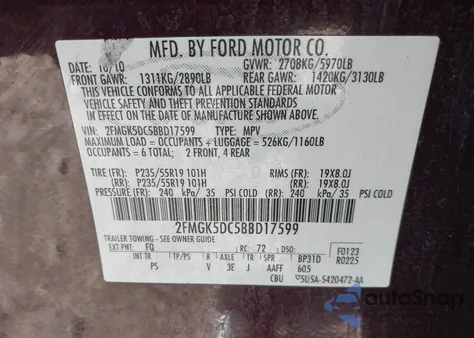 MFD. BY FORD MOTOR CO.
10/10 GVWR: 2708KG/5970LB
FRONT GAWR: 1311KG/2890LB REAR GAWR: 1420KG/3130LB
THIS VEHICLE CONFORMS TO ALL APPLICABLE FEDERAL MOTOR
VEHICLE SAFETY AND THEFT PREVENTION STANDARDS
IN EFFECT ON THE DATE OF MANUFACTURE SHOWN ABOVE.
VIN: 2FMGK5DC5BBD17599 TYPE: MPV
MAXIMUM LOAD = OCCUPANTS + LUGGAGE = 526KG/1160LB
OCCUPANTS = 6 TOTAL; 2 FRONT, 4 REAR
TIRE (FR): P235/55R19 101H RIMS (FR): 19X8.0J
(RR): P235/55R19 101H (RR): 19X8.0J
PRESSURE (FR): 240 kPa/ 35 PSI COLD (RR): 240 kPa/ 35 PSI COLD
2FMGK5DC5BBD17599
TRAILER TOWING - SEE OWNER GUIDE
EXT PNT: FQ RC: 72 DSO: F0123
INT TR TP/PS R AXLE TR SPR BP31D R0225
PS V 3E J AAFF 605
CBU 5U5A-5420472-AA
AutoSnap